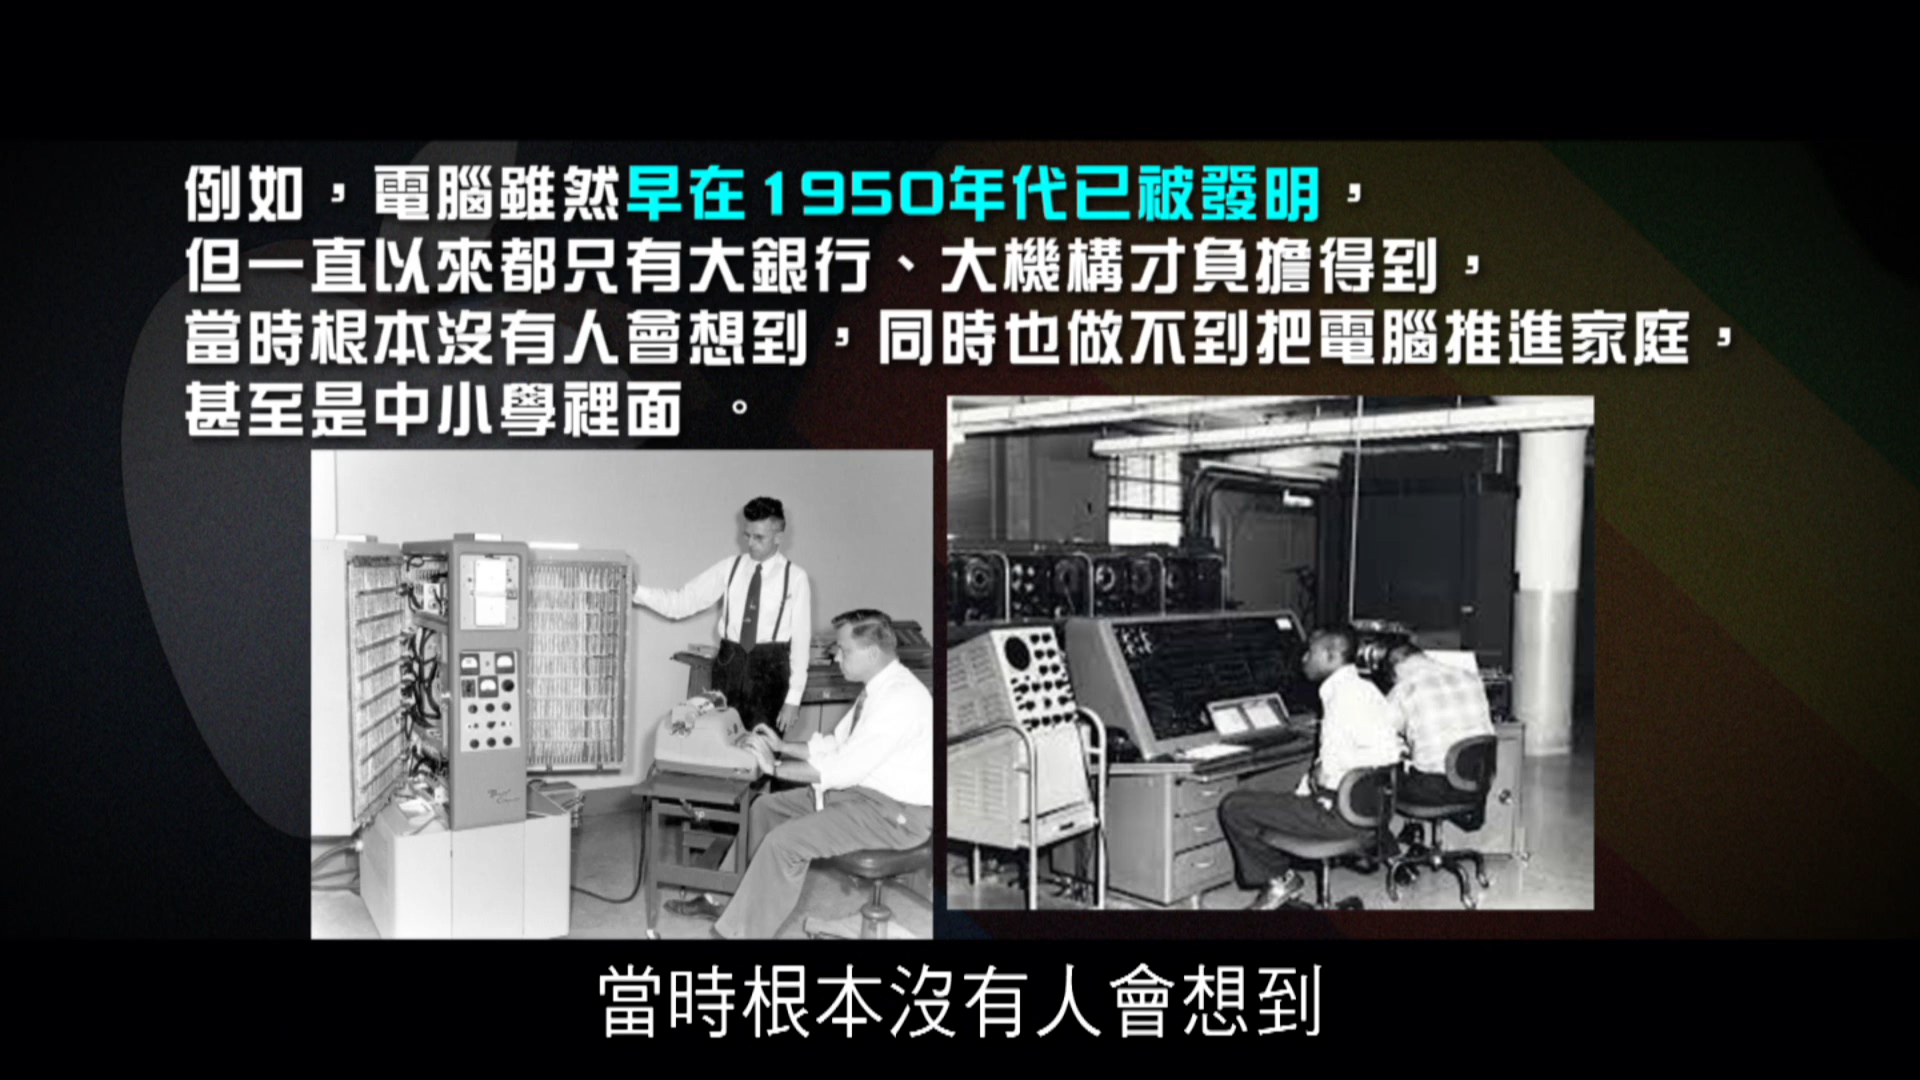 例如，電腦雖然早在1950年代已被發明，
但一直以來都只有大銀行、大機構才負擔得到，
當時根本沒有人會想到，同時也做不到把電腦推進家庭，
甚至是中小學裡面 。
當時根本沒有人會想到